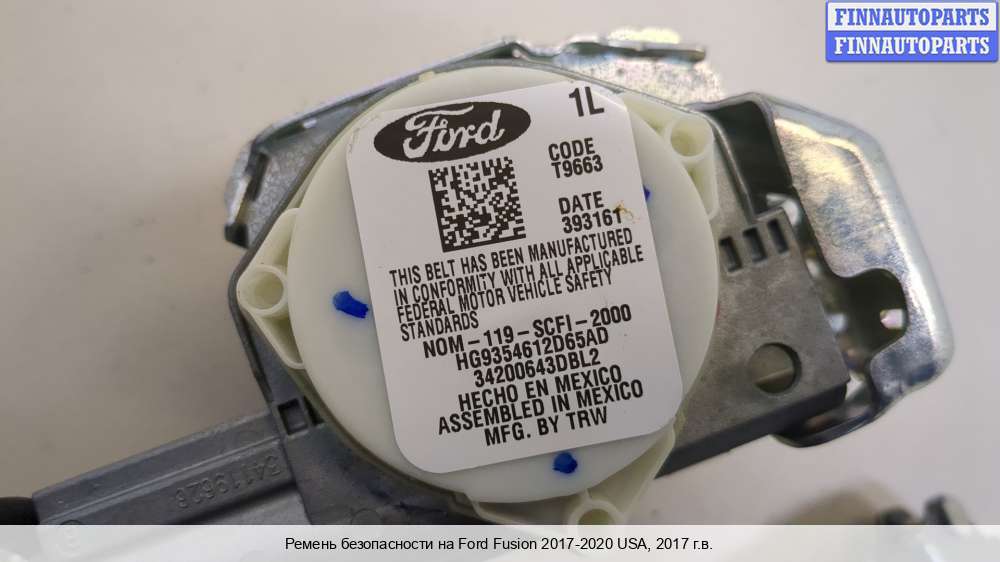 FINNAUTOPARTS
FINNAUTOPARTS
Ford
1L
CODE
T9663
DATE
393161
THIS BELT HAS BEEN MANUFACTURED
IN CONFORMITY WITH ALL APPLICABLE
FEDERAL MOTOR VEHICLE SAFETY
STANDARDS
NOM-119-SCFI-2000
HG9354612D65AD
34200643DBL2
HECHO EN MEXICO
ASSEMBLED IN MEXICO
MFG. BY TRW
34119626
Ремень безопасности на Ford Fusion 2017-2020 USA, 2017 г.в.